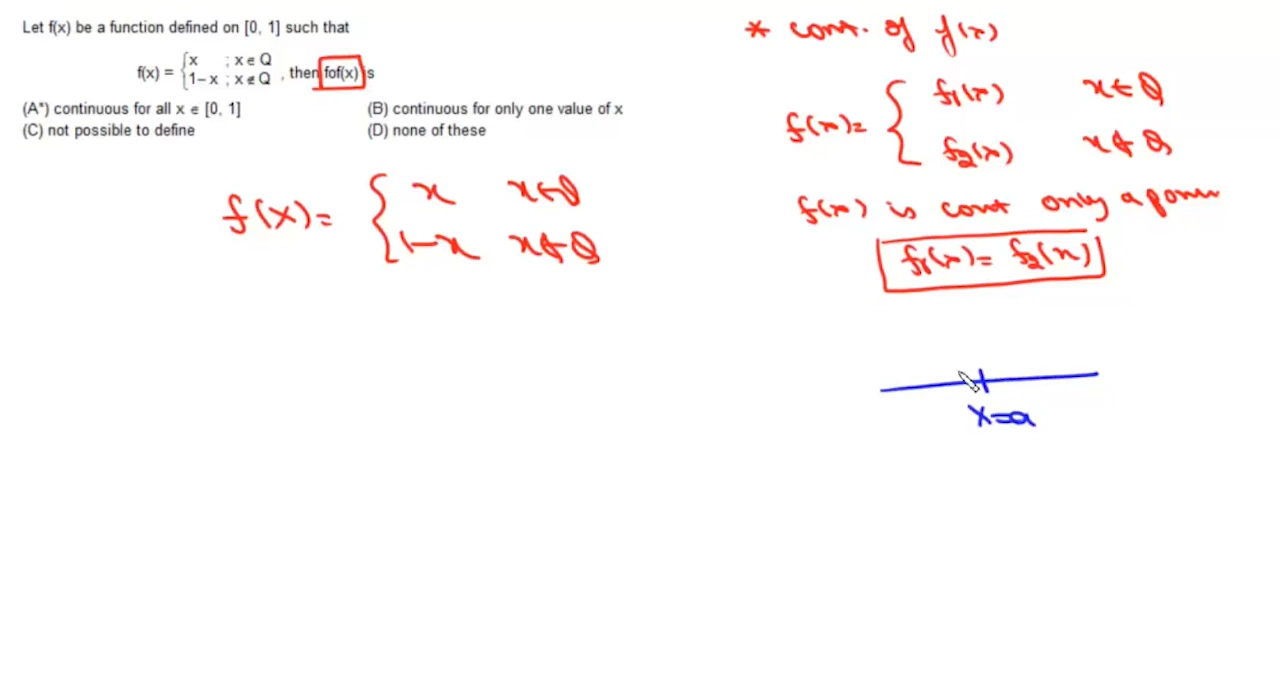 Let f(x) be a function defined on [0, 1] such that
f(x) = { x ; x ∈ Q
1−x ; x ∉ Q , then fof(x) is
(A*) continuous for all x ∈ [0, 1] (B) continuous for only one value of x
(C) not possible to define (D) none of these
f(x) = { x x∈Q
1−x x∉Q
* cont. of f(x)
f(x) = { f1(x) x∈Q
f2(x) x∉Q
f(x) is cont only a
f1(x) = f2(x)
x=a